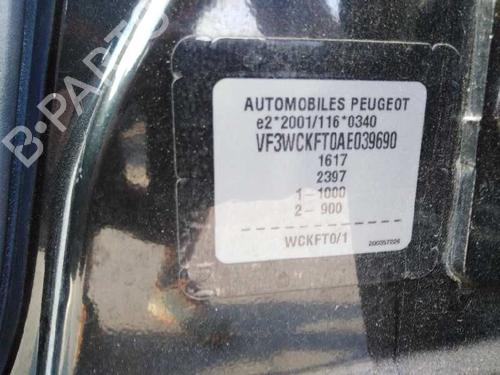 B-PARTS
AUTOMOBILES PEUGEOT
e2*2001/116*0340
VF3WCKFT0AE039690
1617
2397
1-1000
2-900
WCKFT0/1